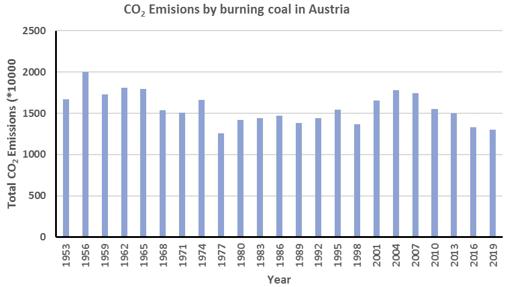 CO₂ Emisions by burning coal in Austria
Total CO₂ Emissions (*10000
2500
2000
1500
1000
500
0
1953 1956 1959 1962 1965 1968 1971 1974 1977 1980 1983 1986 1989 1992 1995 1998 2001 2004 2007 2010 2013 2016 2019
Year